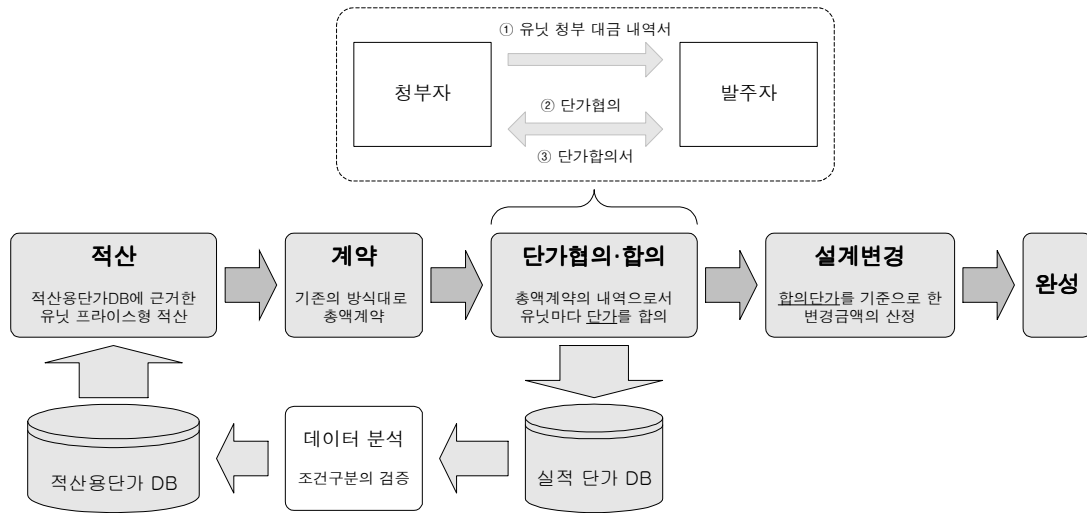 ① 유닛 청부 대금 내역서
청부자
발주자
② 단가협의
③ 단가합의서
적산
적산용단가DB에 근거한
유닛 프라이스형 적산
계약
기존의 방식대로
총액계약
단가협의·합의
총액계약의 내역으로서
유닛마다 단가를 합의
설계변경
합의단가를 기준으로 한
변경금액의 산정
완성
적산용단가 DB
데이터 분석
조건구분의 검증
실적 단가 DB